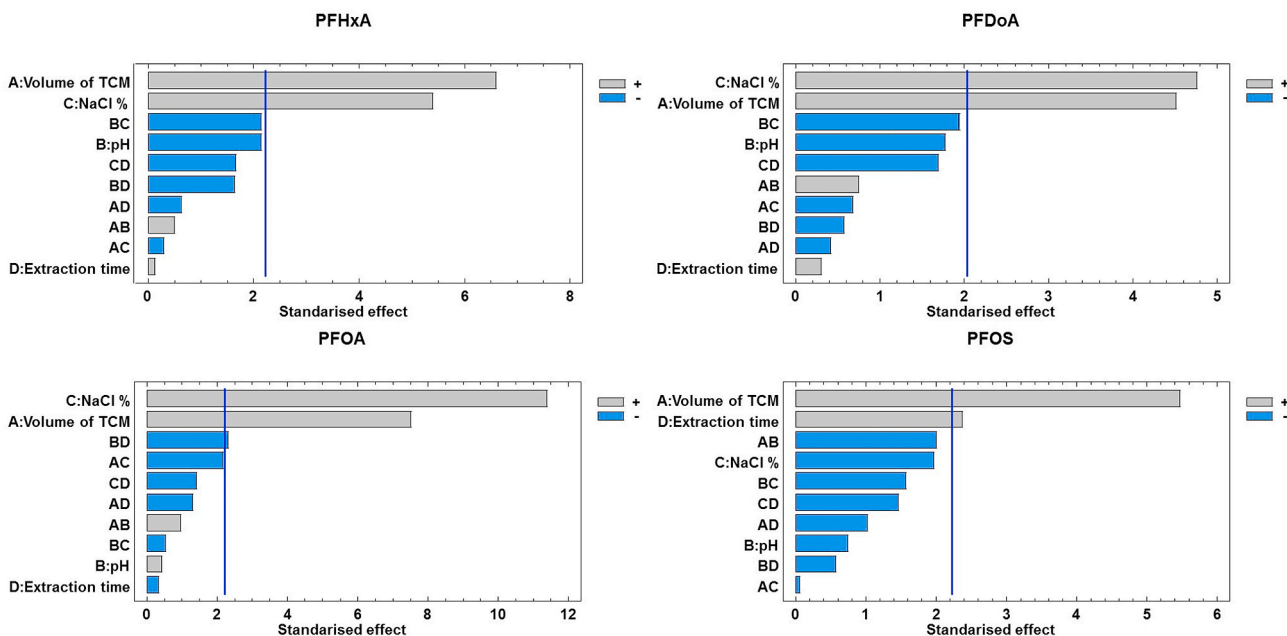 PFHxA
A:Volume of TCM
C:NaCl %
BC
B:pH
CD
BD
AD
AB
AC
D:Extraction time
0 2 4 6 8
Standarised effect
+
-
PFDoA
C:NaCl %
A:Volume of TCM
BC
B:pH
CD
AB
AC
BD
AD
D:Extraction time
0 1 2 3 4 5
Standarised effect
+
-
PFOA
C:NaCl %
A:Volume of TCM
BD
AC
CD
AD
AB
BC
B:pH
D:Extraction time
0 2 4 6 8 10 12
Standarised effect
+
-
PFOS
A:Volume of TCM
D:Extraction time
AB
C:NaCl %
BC
CD
AD
B:pH
BD
AC
0 1 2 3 4 5 6
Standarised effect
+
-